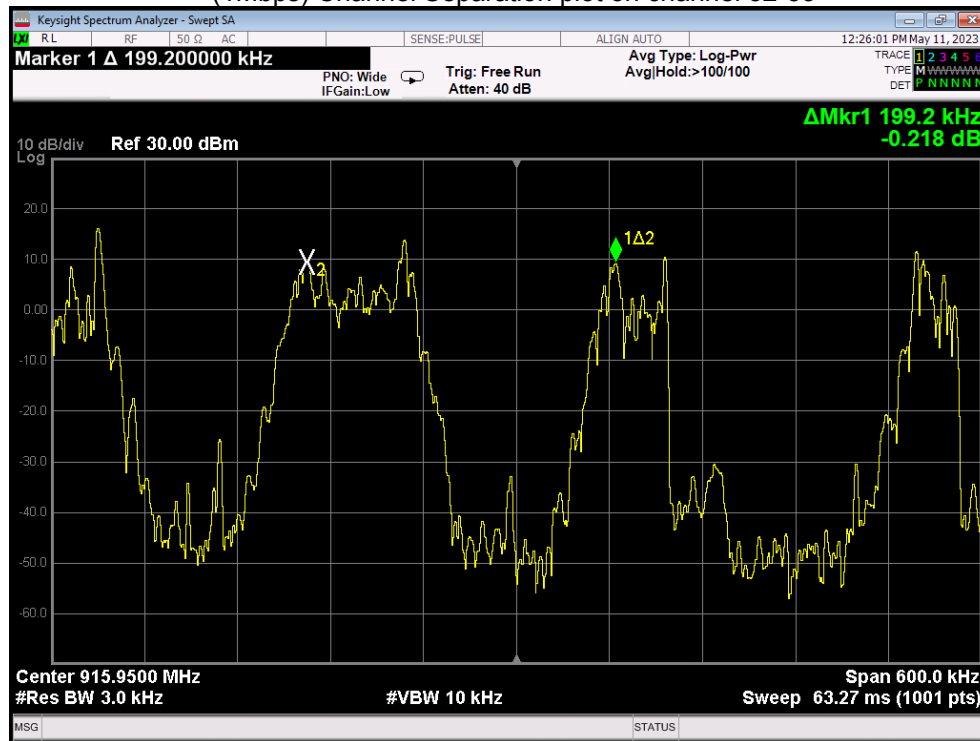 Keysight Spectrum Analyzer - Swept SA
RL RF 50 Ω AC SENSE:PULSE ALIGN AUTO 12:26:01 PM May 11, 2023
Marker 1 Δ 199.200000 kHz
PNO: Wide
IFGain:Low
Trig: Free Run
Atten: 40 dB
Avg Type: Log-Pwr
Avg|Hold:>100/100
TRACE 1 2 3 4 5 6
TYPE M WWWWW
DET P N N N N N
ΔMkr1 199.2 kHz
-0.218 dB
10 dB/div Ref 30.00 dBm
Log
20.0
10.0
0.00
-10.0
-20.0
-30.0
-40.0
-50.0
-60.0
X2
1Δ2
Center 915.9500 MHz Span 600.0 kHz
#Res BW 3.0 kHz #VBW 10 kHz Sweep 63.27 ms (1001 pts)
MSG STATUS